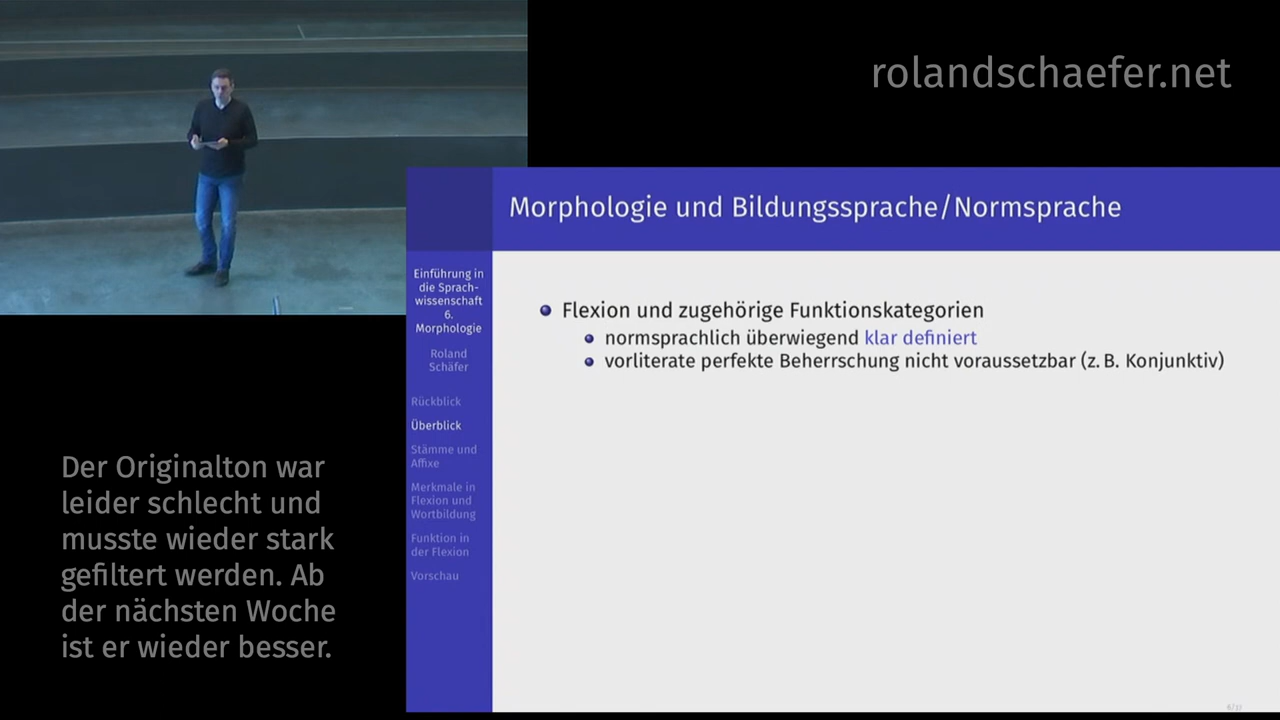 rolandschaefer.net
Morphologie und Bildungssprache/Normsprache
Einführung in
die Sprach-
wissenschaft
6.
Morphologie
Roland
Schäfer
Rückblick
Überblick
Stämme und
Affixe
Merkmale in
Flexion und
Wortbildung
Funktion in
der Flexion
Vorschau
Flexion und zugehörige Funktionskategorien
normsprachlich überwiegend klar definiert
vorliterate perfekte Beherrschung nicht voraussetzbar (z. B. Konjunktiv)
Der Originalton war
leider schlecht und
musste wieder stark
gefiltert werden. Ab
der nächsten Woche
ist er wieder besser.